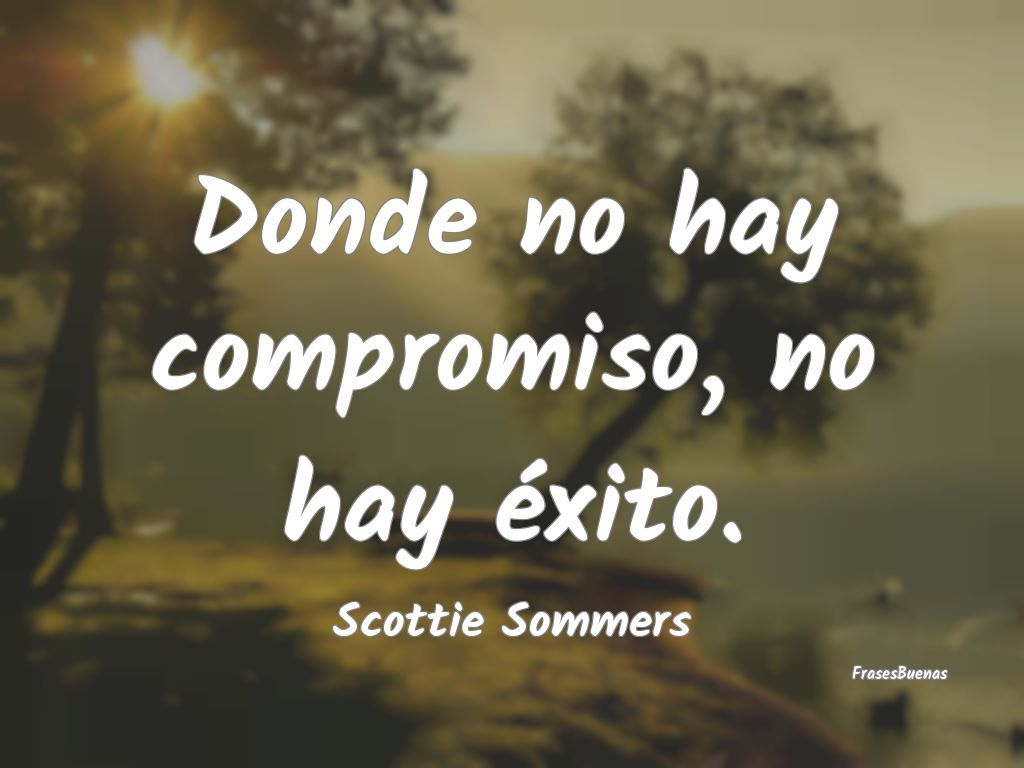 Donde no hay
compromiso, no
hay éxito.
Scottie Sommers
FrasesBuenas